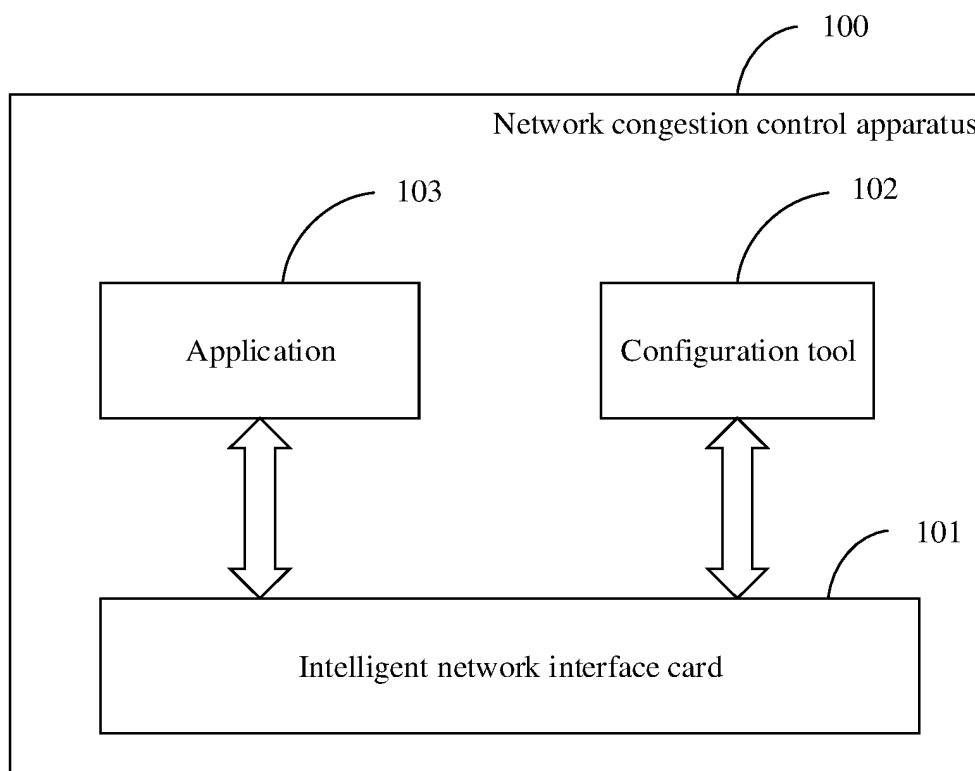 100
Network congestion control apparatus
103
102
Application
Configuration tool
101
Intelligent network interface card